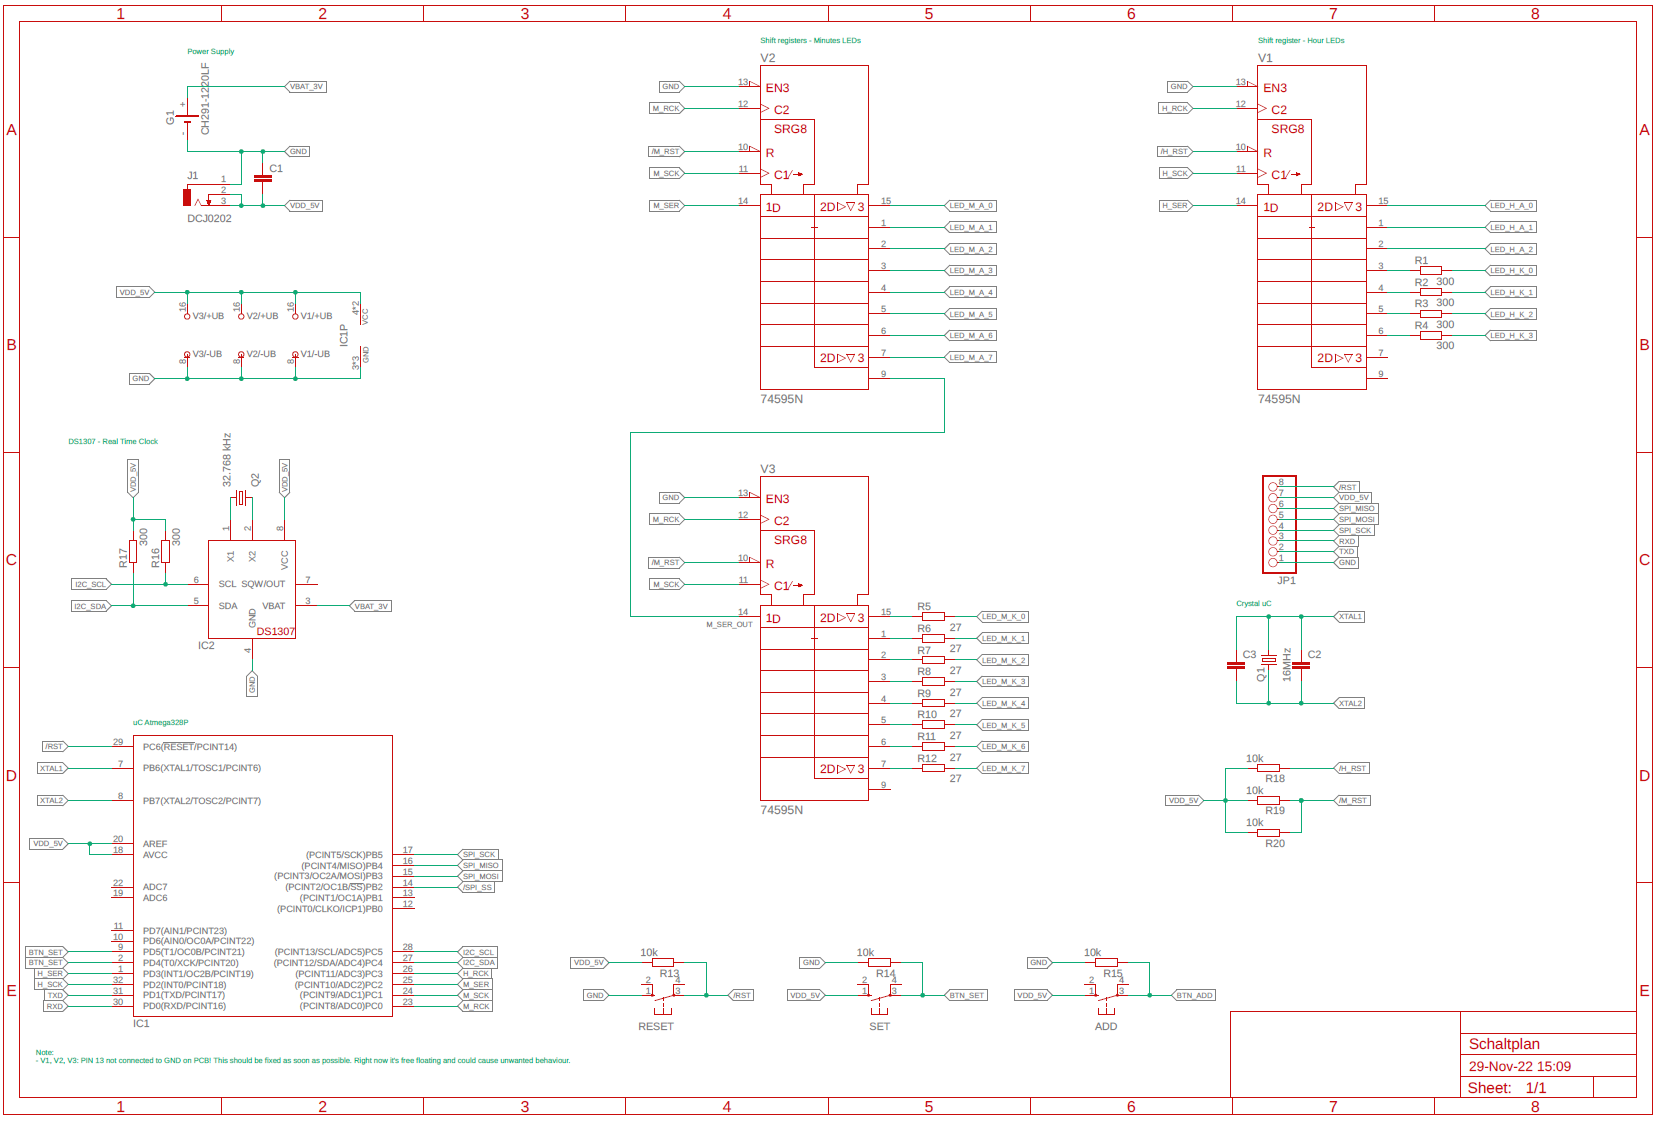 1 2 3 4 5 6 7 8
A
B
C
D
E
Power Supply
VBAT_3V
G1
CH291-1220LF
+
-
GND
C1
J1
1
2
3
VDD_5V
DCJ0202
VDD_5V
16 V3/+UB
16 V2/+UB
16 V1/+UB
4*2 VCC
IC1P
8 V3/-UB
8 V2/-UB
8 V1/-UB
3*3 GND
GND
DS1307 - Real Time Clock
VDD_5V
32.768 kHz
Q2
VDD_5V
R17
300
R16
300
1 2 8
X1 X2 VCC
I2C_SCL 6 SCL SQW/OUT 7
I2C_SDA 5 SDA VBAT 3 VBAT_3V
GND
DS1307
IC2
4
GND
uC Atmega328P
/RST 29 PC6(RESET/PCINT14)
XTAL1 7 PB6(XTAL1/TOSC1/PCINT6)
XTAL2 8 PB7(XTAL2/TOSC2/PCINT7)
VDD_5V 20 AREF
18 AVCC
22 ADC7
19 ADC6
11 PD7(AIN1/PCINT23)
10 PD6(AIN0/OC0A/PCINT22)
BTN_SET 9 PD5(T1/OC0B/PCINT21)
BTN_SET 2 PD4(T0/XCK/PCINT20)
H_SER 1 PD3(INT1/OC2B/PCINT19)
H_SCK 32 PD2(INT0/PCINT18)
TXD 31 PD1(TXD/PCINT17)
RXD 30 PD0(RXD/PCINT16)
(PCINT5/SCK)PB5 17 SPI_SCK
(PCINT4/MISO)PB4 16 SPI_MISO
(PCINT3/OC2A/MOSI)PB3 15 SPI_MOSI
(PCINT2/OC1B/SS)PB2 14 /SPI_SS
(PCINT1/OC1A)PB1 13
(PCINT0/CLKO/ICP1)PB0 12
(PCINT13/SCL/ADC5)PC5 28 I2C_SCL
(PCINT12/SDA/ADC4)PC4 27 I2C_SDA
(PCINT11/ADC3)PC3 26 H_RCK
(PCINT10/ADC2)PC2 25 M_SER
(PCINT9/ADC1)PC1 24 M_SCK
(PCINT8/ADC0)PC0 23 M_RCK
IC1
Note:
- V1, V2, V3: PIN 13 not connected to GND on PCB! This should be fixed as soon as possible. Right now it's free floating and could cause unwanted behaviour.
Shift registers - Minutes LEDs
V2
GND 13 EN3
M_RCK 12 C2
SRG8
/M_RST 10 R
M_SCK 11 C1/
M_SER 14 1D 2D 3 15 LED_M_A_0
1 LED_M_A_1
2 LED_M_A_2
3 LED_M_A_3
4 LED_M_A_4
5 LED_M_A_5
6 LED_M_A_6
2D 3 7 LED_M_A_7
9
74595N
V3
GND 13 EN3
M_RCK 12 C2
SRG8
/M_RST 10 R
M_SCK 11 C1/
14 1D 2D 3 15 R5 27 LED_M_K_0
M_SER_OUT
1 R6 27 LED_M_K_1
2 R7 27 LED_M_K_2
3 R8 27 LED_M_K_3
4 R9 27 LED_M_K_4
5 R10 27 LED_M_K_5
6 R11 27 LED_M_K_6
2D 3 7 R12 27 LED_M_K_7
9
74595N
Shift register - Hour LEDs
V1
GND 13 EN3
H_RCK 12 C2
SRG8
/H_RST 10 R
H_SCK 11 C1/
H_SER 14 1D 2D 3 15 LED_H_A_0
1 LED_H_A_1
2 LED_H_A_2
3 R1 300 LED_H_K_0
4 R2 300 LED_H_K_1
5 R3 300 LED_H_K_2
6 R4 300 LED_H_K_3
2D 3 7
9
74595N
8 /RST
7 VDD_5V
6 SPI_MISO
5 SPI_MOSI
4 SPI_SCK
3 RXD
2 TXD
1 GND
JP1
Crystal uC
XTAL1
C3
Q1
16MHz
C2
XTAL2
10k
R18 /H_RST
VDD_5V
10k
R19 /M_RST
10k
R20
10k
VDD_5V R13
2 4
GND 1 3 /RST
RESET
10k
GND R14
2 4
VDD_5V 1 3 BTN_SET
SET
10k
GND R15
2 4
VDD_5V 1 3 BTN_ADD
ADD
Schaltplan
29-Nov-22 15:09
Sheet: 1/1
A
B
C
D
E
1 2 3 4 5 6 7 8